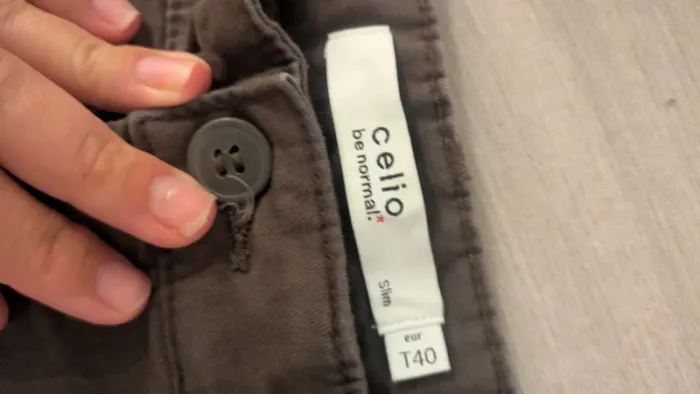 celio*
be normal.
Slim
eur
T40